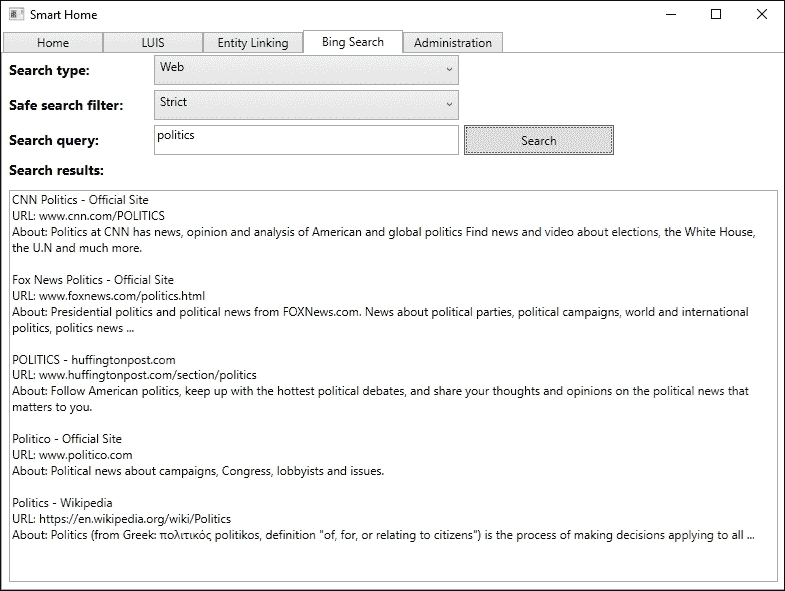 Smart Home
Home LUIS Entity Linking Bing Search Administration
Search type: Web
Safe search filter: Strict
Search query: politics Search
Search results:
CNN Politics - Official Site
URL: www.cnn.com/POLITICS
About: Politics at CNN has news, opinion and analysis of American and global politics Find news and video about elections, the White House,
the U.N and much more.
Fox News Politics - Official Site
URL: www.foxnews.com/politics.html
About: Presidential politics and political news from FOXNews.com. News about political parties, political campaigns, world and international
politics, politics news ...
POLITICS - huffingtonpost.com
URL: www.huffingtonpost.com/section/politics
About: Follow American politics, keep up with the hottest political debates, and share your thoughts and opinions on the political news that
matters to you.
Politico - Official Site
URL: www.politico.com
About: Political news about campaigns, Congress, lobbyists and issues.
Politics - Wikipedia
URL: https://en.wikipedia.org/wiki/Politics
About: Politics (from Greek: πολιτικός politikos, definition "of, for, or relating to citizens") is the process of making decisions applying to all ...